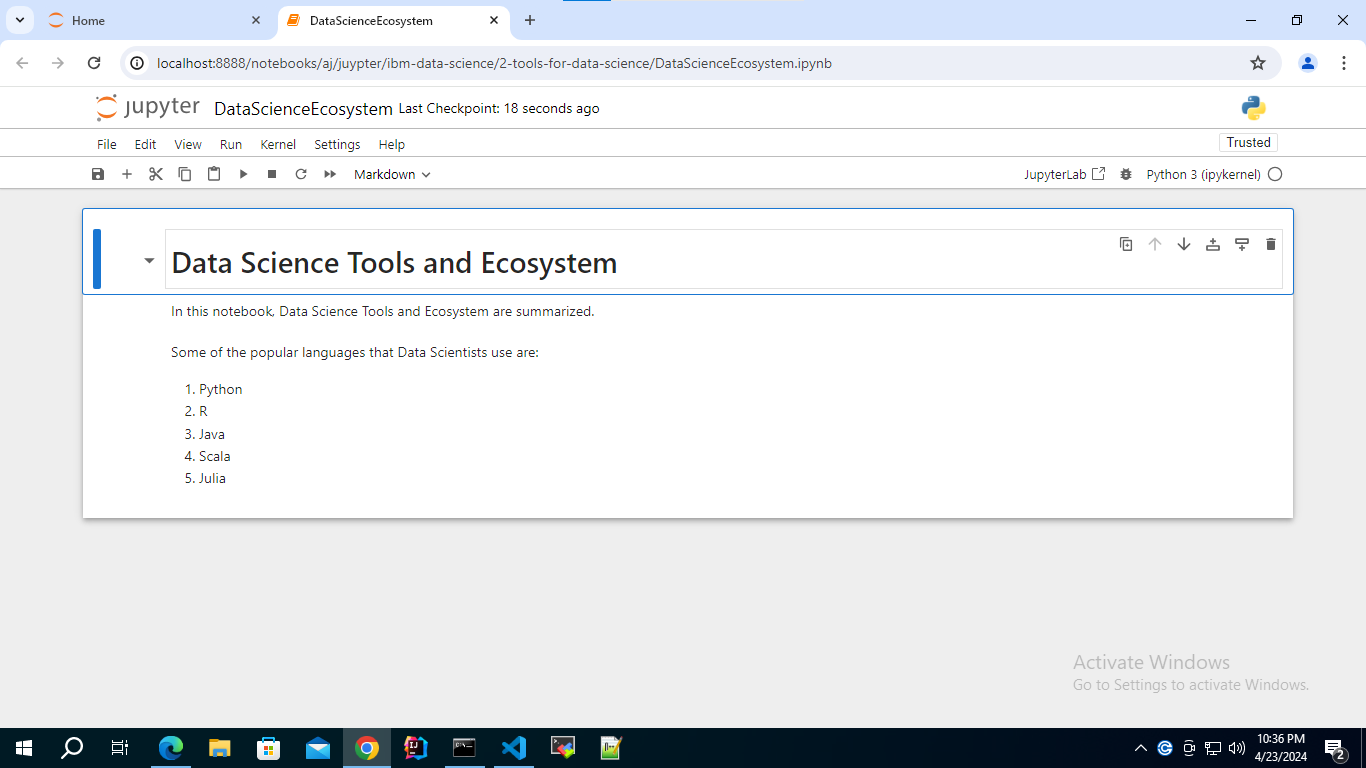 Home
DataScienceEcosystem
localhost:8888/notebooks/aj/juypter/ibm-data-science/2-tools-for-data-science/DataScienceEcosystem.ipynb
jupyter DataScienceEcosystem Last Checkpoint: 18 seconds ago
File Edit View Run Kernel Settings Help Trusted
Markdown JupyterLab Python 3 (ipykernel)
Data Science Tools and Ecosystem
In this notebook, Data Science Tools and Ecosystem are summarized.
Some of the popular languages that Data Scientists use are:
1. Python
2. R
3. Java
4. Scala
5. Julia
Activate Windows
Go to Settings to activate Windows.
10:36 PM
4/23/2024
2